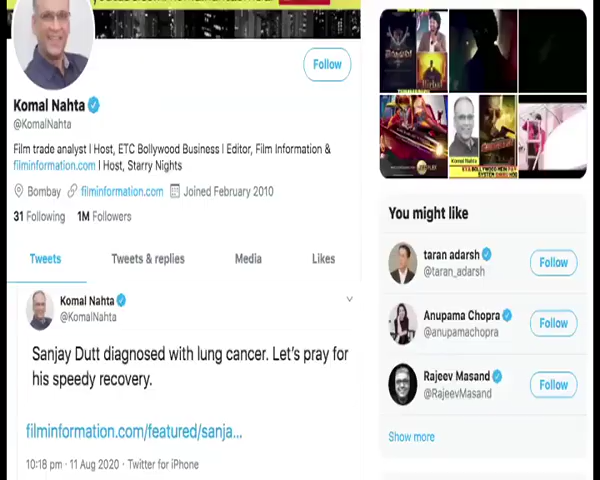 Follow
Komal Nahta
@KomalNahta
Film trade analyst l Host, ETC Bollywood Business l Editor, Film Information &
filminformation.com l Host, Starry Nights
Bombay filminformation.com Joined February 2010
31 Following 1M Followers
Tweets Tweets & replies Media Likes
Komal Nahta
@KomalNahta
Sanjay Dutt diagnosed with lung cancer. Let's pray for
his speedy recovery.
filminformation.com/featured/sanja...
10:18 pm · 11 Aug 2020 · Twitter for iPhone
Komal Nahta
You might like
taran adarsh
@taran_adarsh
Follow
Anupama Chopra
@anupamachopra
Follow
Rajeev Masand
@RajeevMasand
Follow
Show more